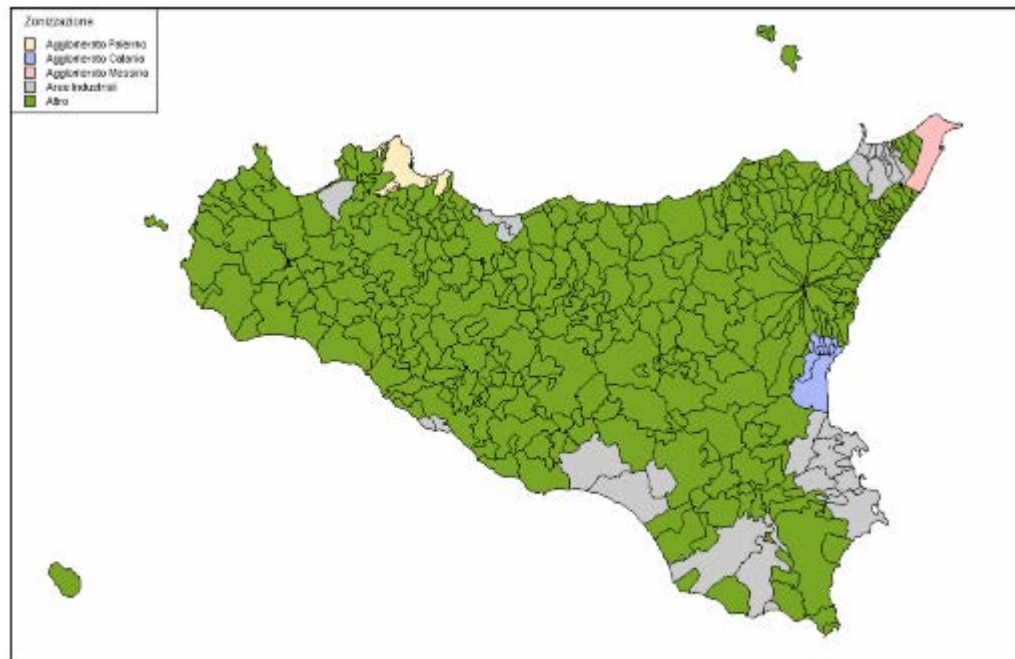 Zonizzazione
Agglomerato Palermo
Agglomerato Catania
Agglomerato Messina
Aree Industriali
Altro